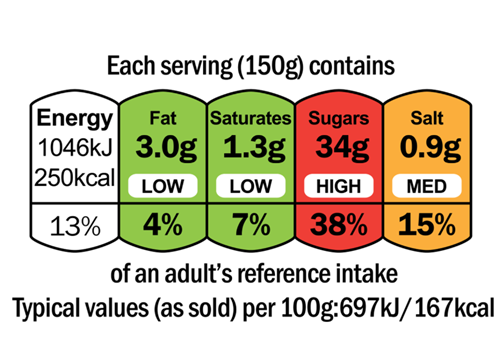 Each serving (150g) contains
Energy Fat Saturates Sugars Salt
1046kJ 3.0g 1.3g 34g 0.9g
250kcal LOW LOW HIGH MED
13% 4% 7% 38% 15%
of an adult's reference intake
Typical values (as sold) per 100g:697kJ/167kcal